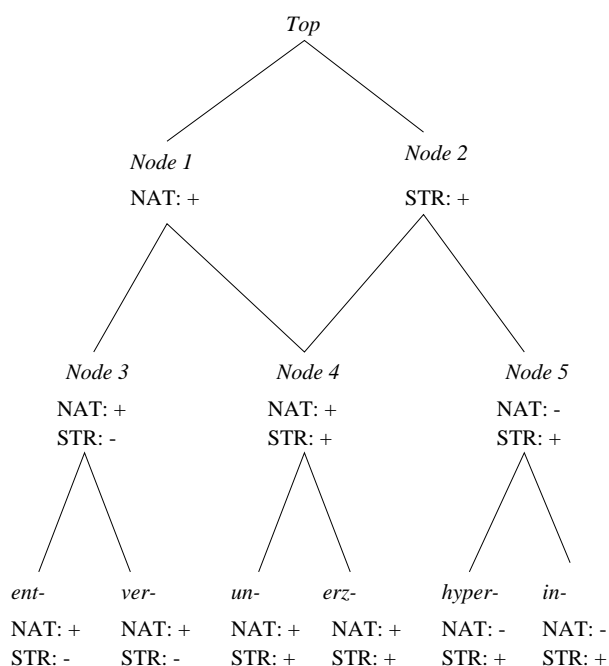 Top
Node 1 Node 2
NAT: + STR: +
Node 3 Node 4 Node 5
NAT: + NAT: + NAT: -
STR: - STR: + STR: +
ent- ver- un- erz- hyper- in-
NAT: + NAT: + NAT: + NAT: + NAT: - NAT: -
STR: - STR: - STR: + STR: + STR: + STR: +